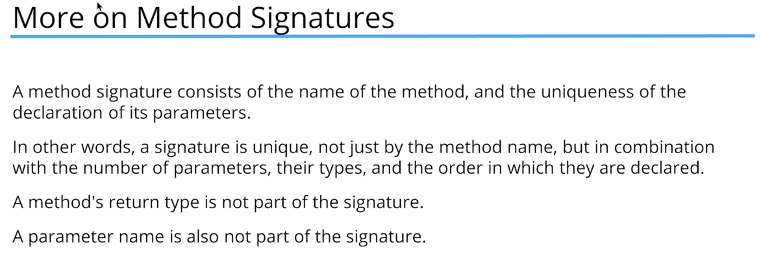 More on Method Signatures
A method signature consists of the name of the method, and the uniqueness of the
declaration of its parameters.
In other words, a signature is unique, not just by the method name, but in combination
with the number of parameters, their types, and the order in which they are declared.
A method's return type is not part of the signature.
A parameter name is also not part of the signature.